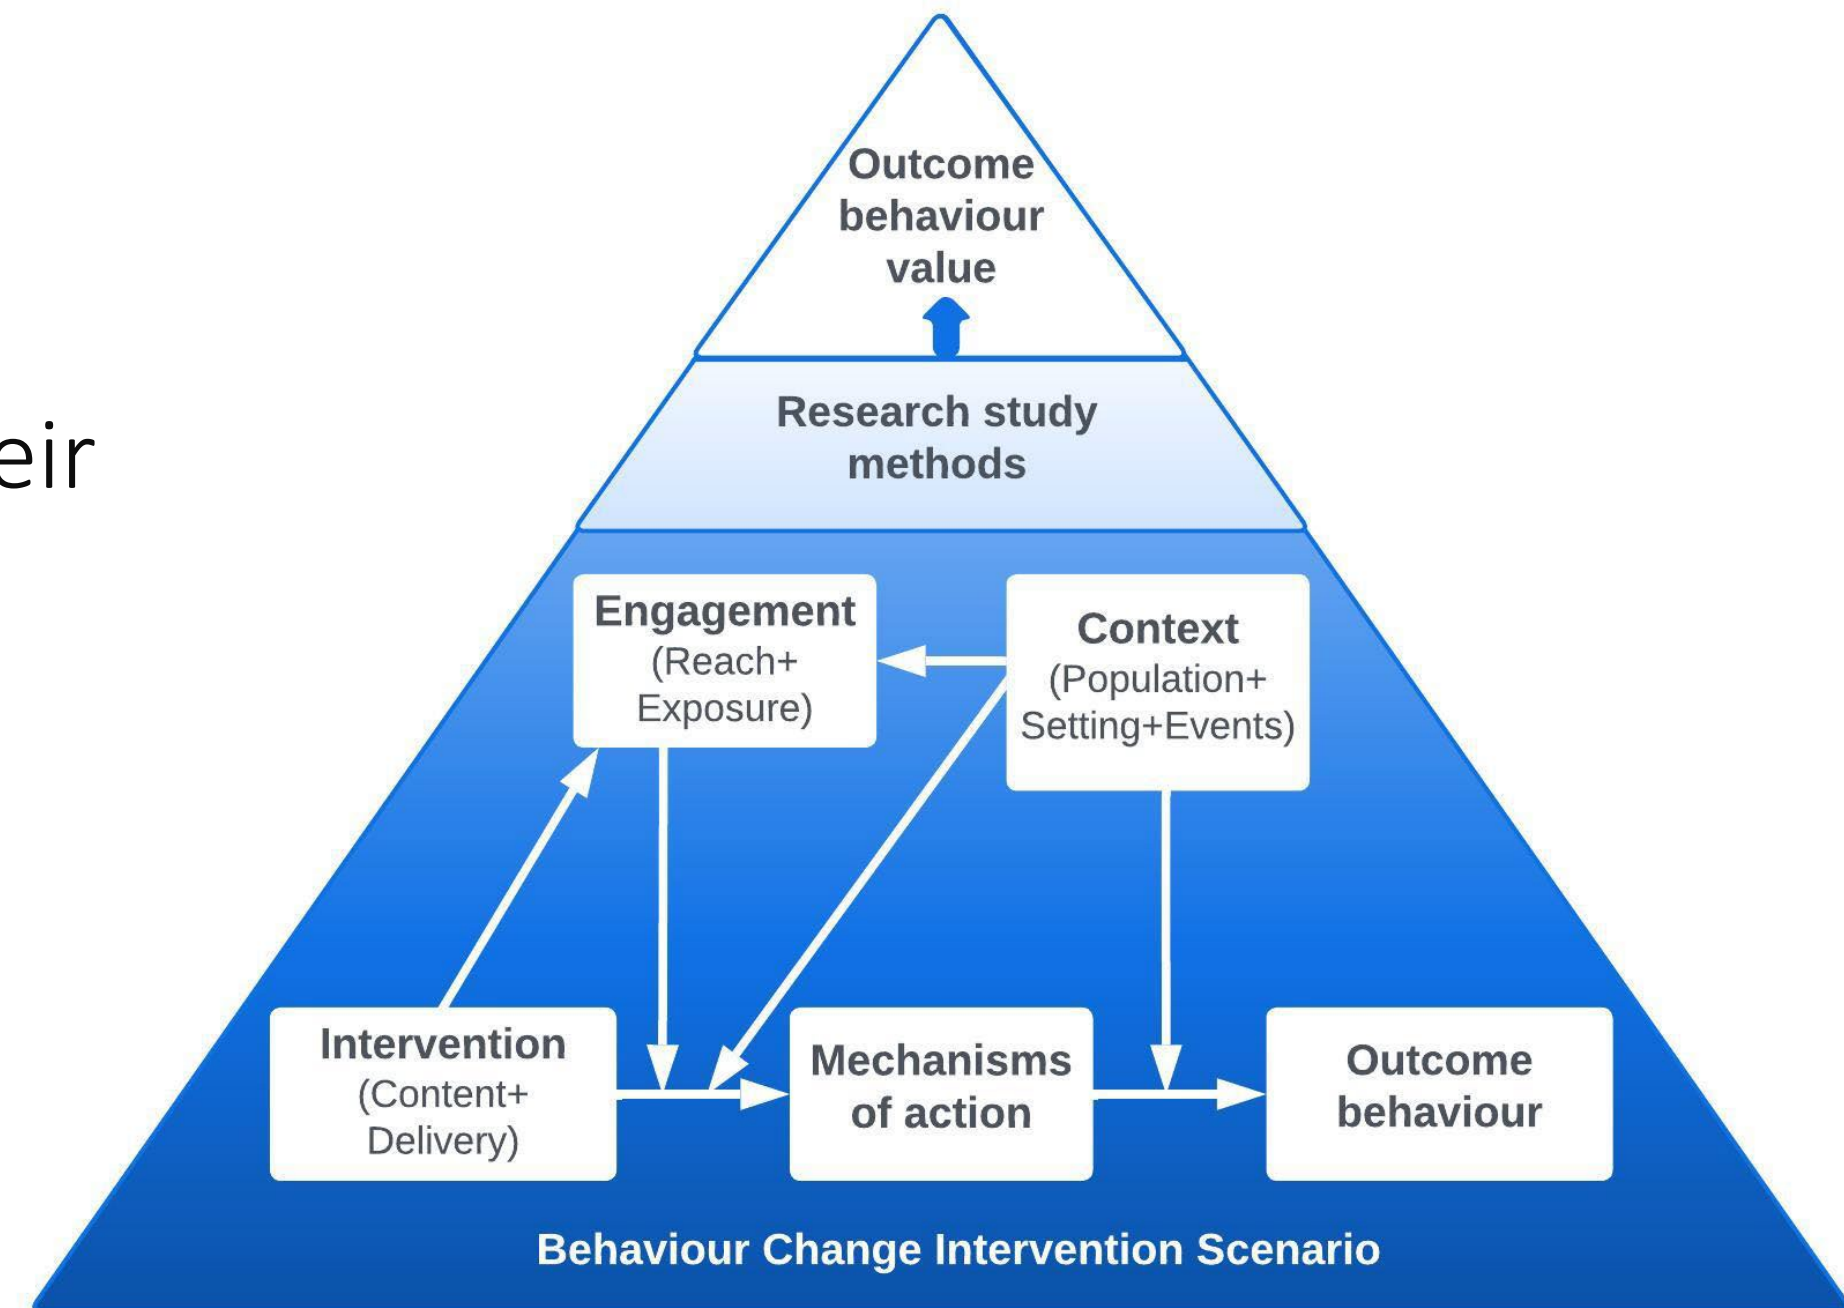 Outcome
behaviour
value
Research study
methods
eir
Engagement
(Reach+
Exposure)
Context
(Population+
Setting+Events)
Intervention
(Content+
Delivery)
Mechanisms
of action
Outcome
behaviour
Behaviour Change Intervention Scenario